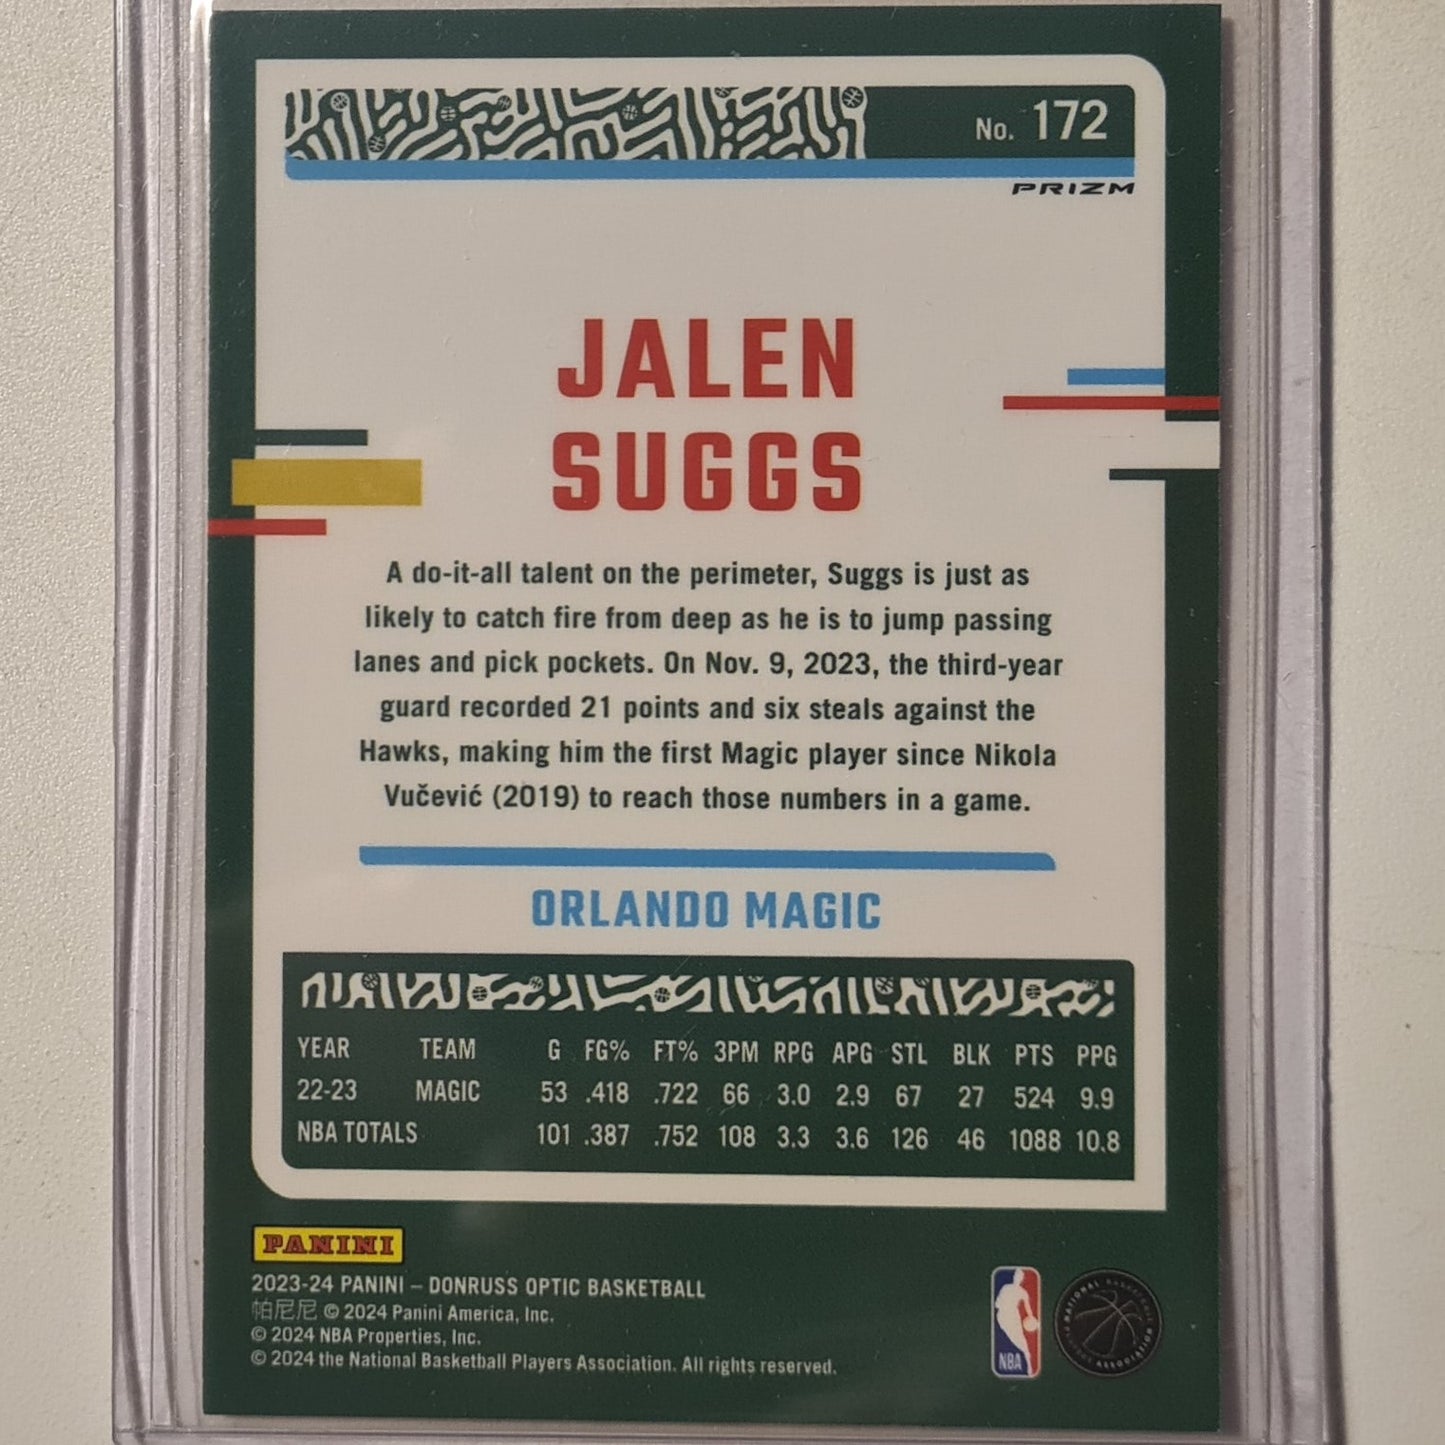 No. 172
PRIZM
JALEN
SUGGS
A do-it-all talent on the perimeter, Suggs is just as
likely to catch fire from deep as he is to jump passing
lanes and pick pockets. On Nov. 9, 2023, the third-year
guard recorded 21 points and six steals against the
Hawks, making him the first Magic player since Nikola
Vučević (2019) to reach those numbers in a game.
ORLANDO MAGIC
YEAR TEAM G FG% FT% 3PM RPG APG STL BLK PTS PPG
22-23 MAGIC 53 .418 .722 66 3.0 2.9 67 27 524 9.9
NBA TOTALS 101 .387 .752 108 3.3 3.6 126 46 1088 10.8
PANINI
2023-24 PANINI – DONRUSS OPTIC BASKETBALL
帕尼尼 © 2024 Panini America, Inc.
© 2024 NBA Properties, Inc.
© 2024 the National Basketball Players Association. All rights reserved.
NBA
NATIONAL BASKETBALL
ASSOCIATION